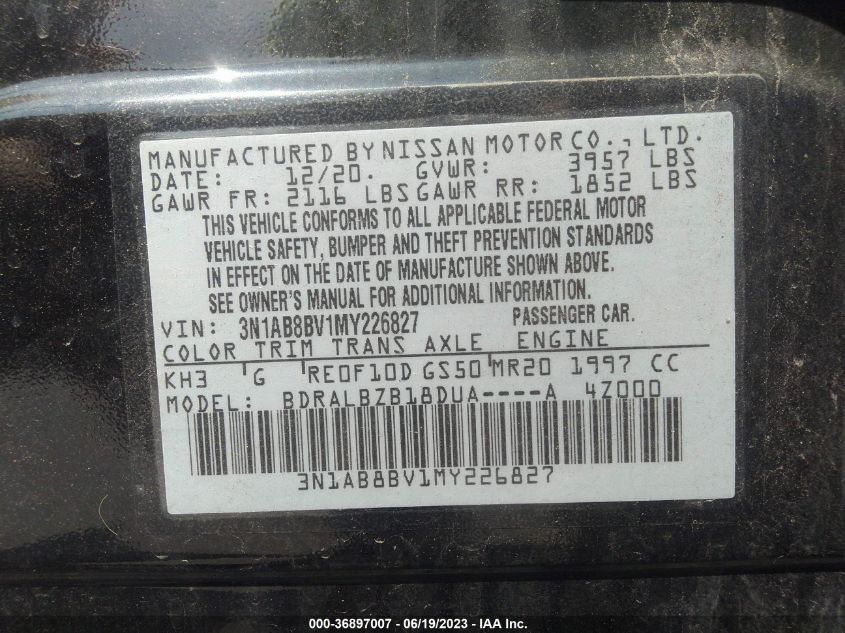 MANUFACTURED BY NISSAN MOTOR CO., LTD.
DATE: 12/20. GVWR: 3957 LBS
GAWR FR: 2116 LBS GAWR RR: 1852 LBS
THIS VEHICLE CONFORMS TO ALL APPLICABLE FEDERAL MOTOR
VEHICLE SAFETY, BUMPER AND THEFT PREVENTION STANDARDS
IN EFFECT ON THE DATE OF MANUFACTURE SHOWN ABOVE.
SEE OWNER'S MANUAL FOR ADDITIONAL INFORMATION.
VIN: 3N1AB8BV1MY226827 PASSENGER CAR.
COLOR TRIM TRANS AXLE ENGINE
KH3 G RE0F10D GS50 MR20 1997 CC
MODEL: BDRALBZB18DUA----A 4Z000
3N1AB8BV1MY226827
000-36897007 - 06/19/2023 - IAA Inc.